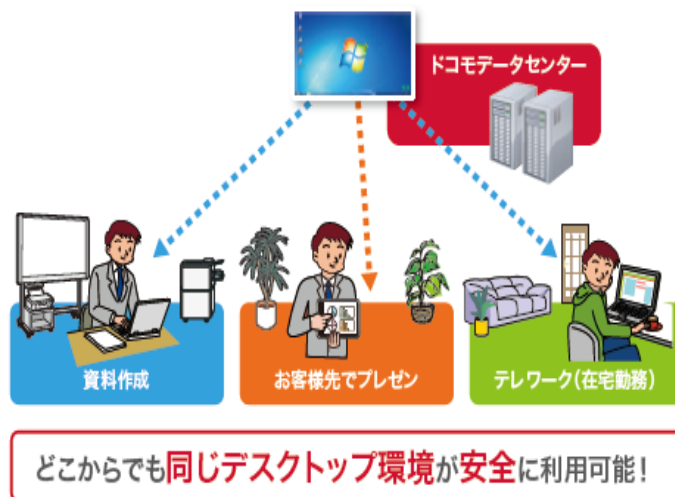 ドコモデータセンター
資料作成
お客様先でプレゼン
テレワーク(在宅勤務)
どこからでも同じデスクトップ環境が安全に利用可能!